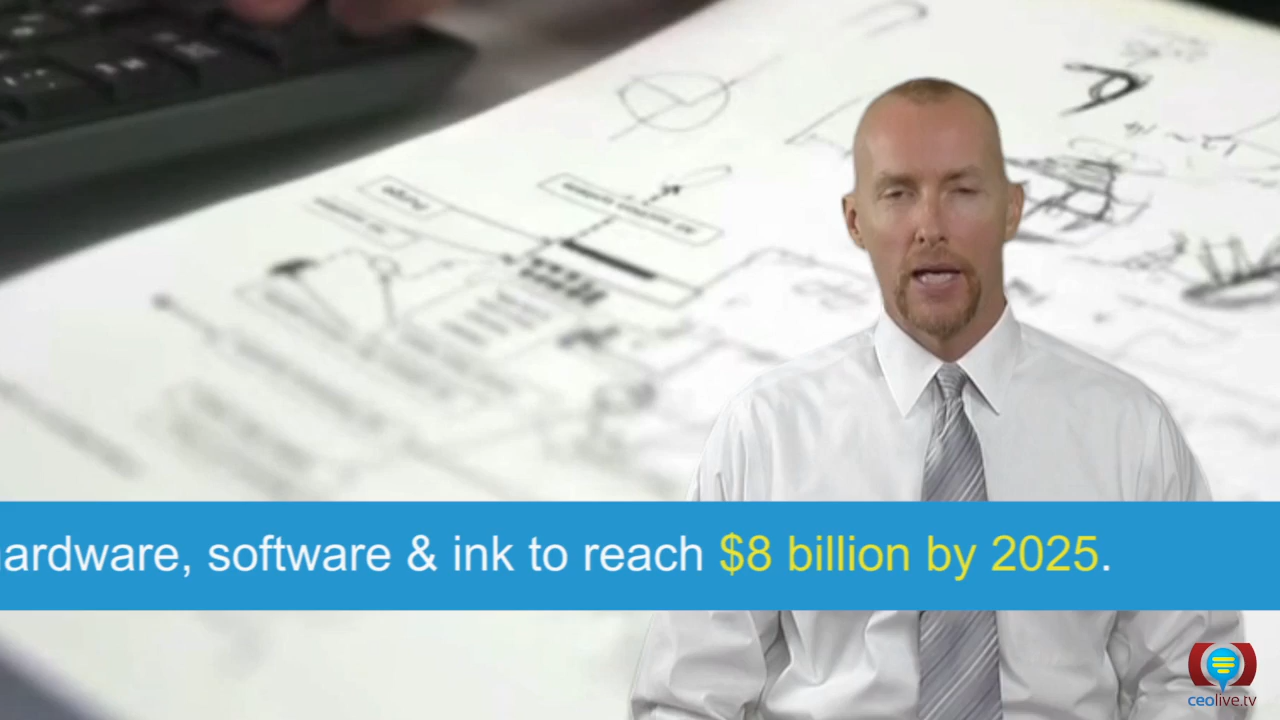 ardware, software & ink to reach $8 billion by 2025.
ceolive.tv